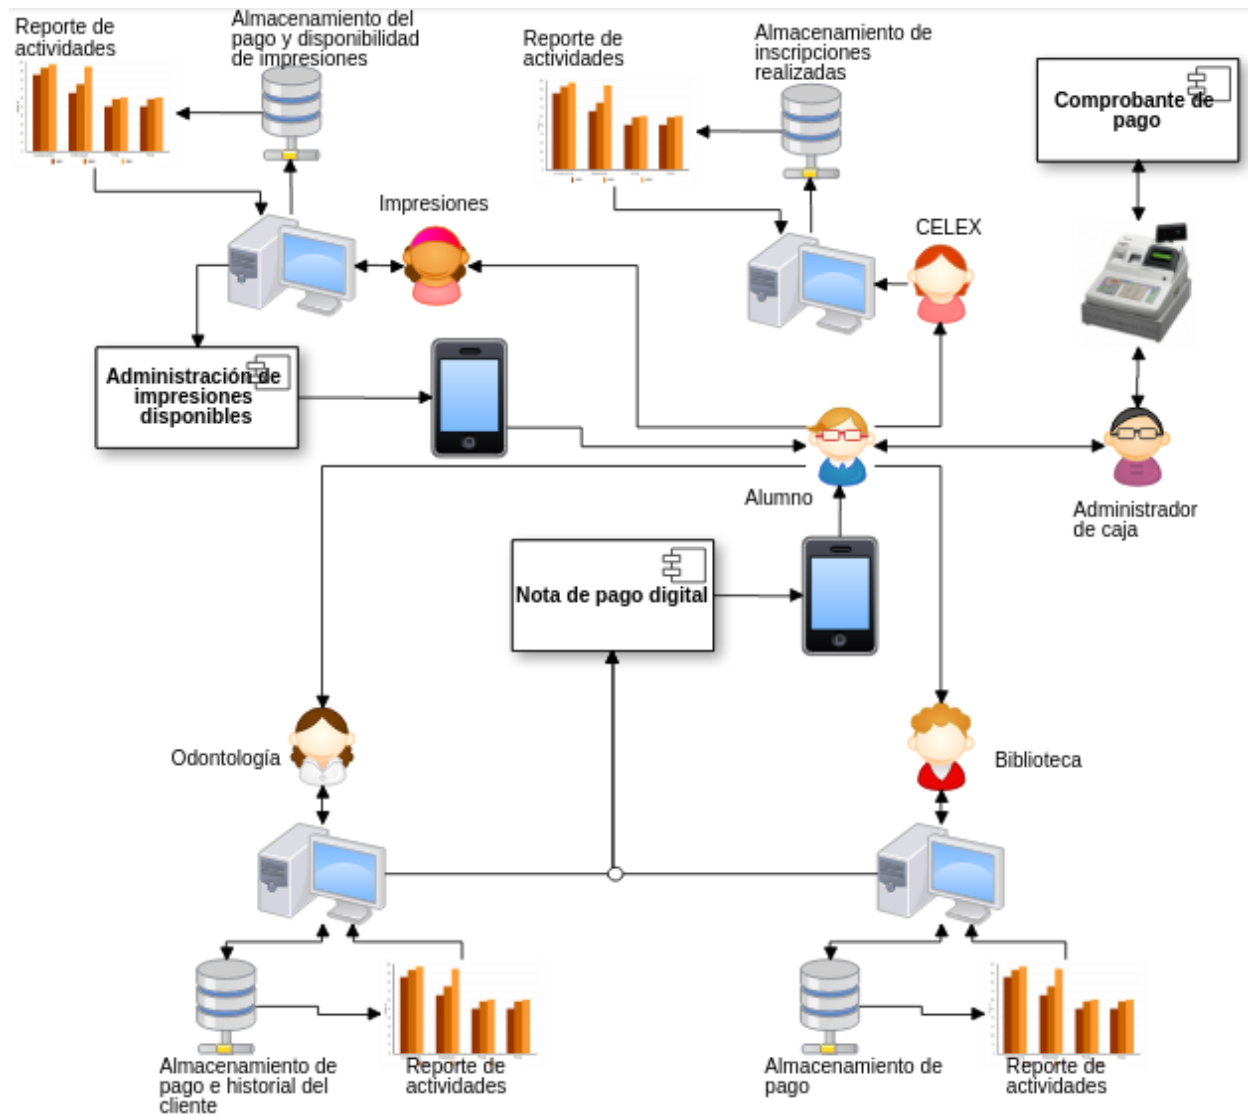 Reporte de
actividades
Almacenamiento del
pago y disponibilidad
de impresiones
Reporte de
actividades
Almacenamiento de
inscripciones
realizadas
Comprobante de
pago
Impresiones
CELEX
Administración de
impresiones
disponibles
Alumno
Administrador
de caja
Nota de pago digital
Odontología
Biblioteca
Almacenamiento de
pago e historial del
cliente
Reporte de
actividades
Almacenamiento de
pago
Reporte de
actividades